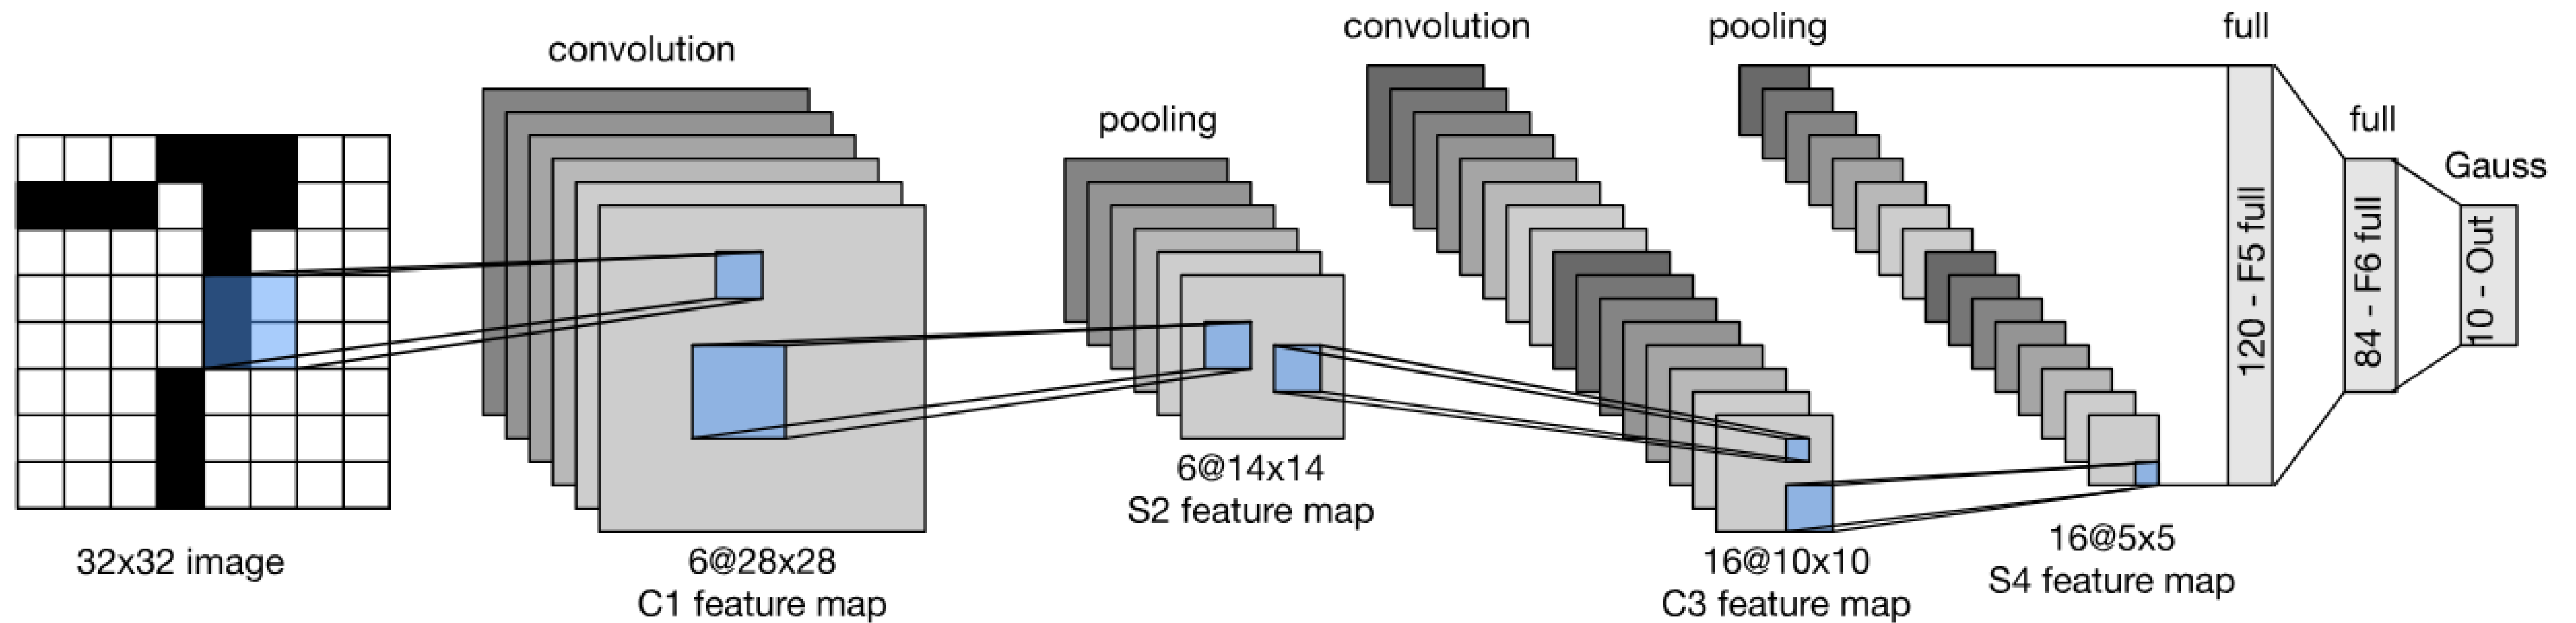 convolution
pooling
convolution
pooling
full
full
Gauss
32x32 image
6@28x28
C1 feature map
6@14x14
S2 feature map
16@10x10
C3 feature map
16@5x5
S4 feature map
120 - F5 full
84 - F6 full
10 - Out